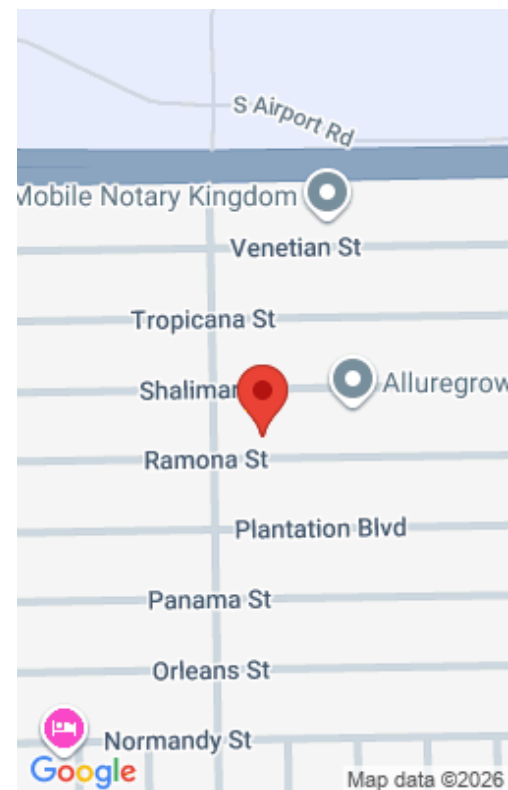 S Airport Rd
Mobile Notary Kingdom
Venetian St
Tropicana St
Shalimar
Alluregrow
Ramona St
Plantation Blvd
Panama St
Orleans St
Normandy St
Google
Map data ©2026